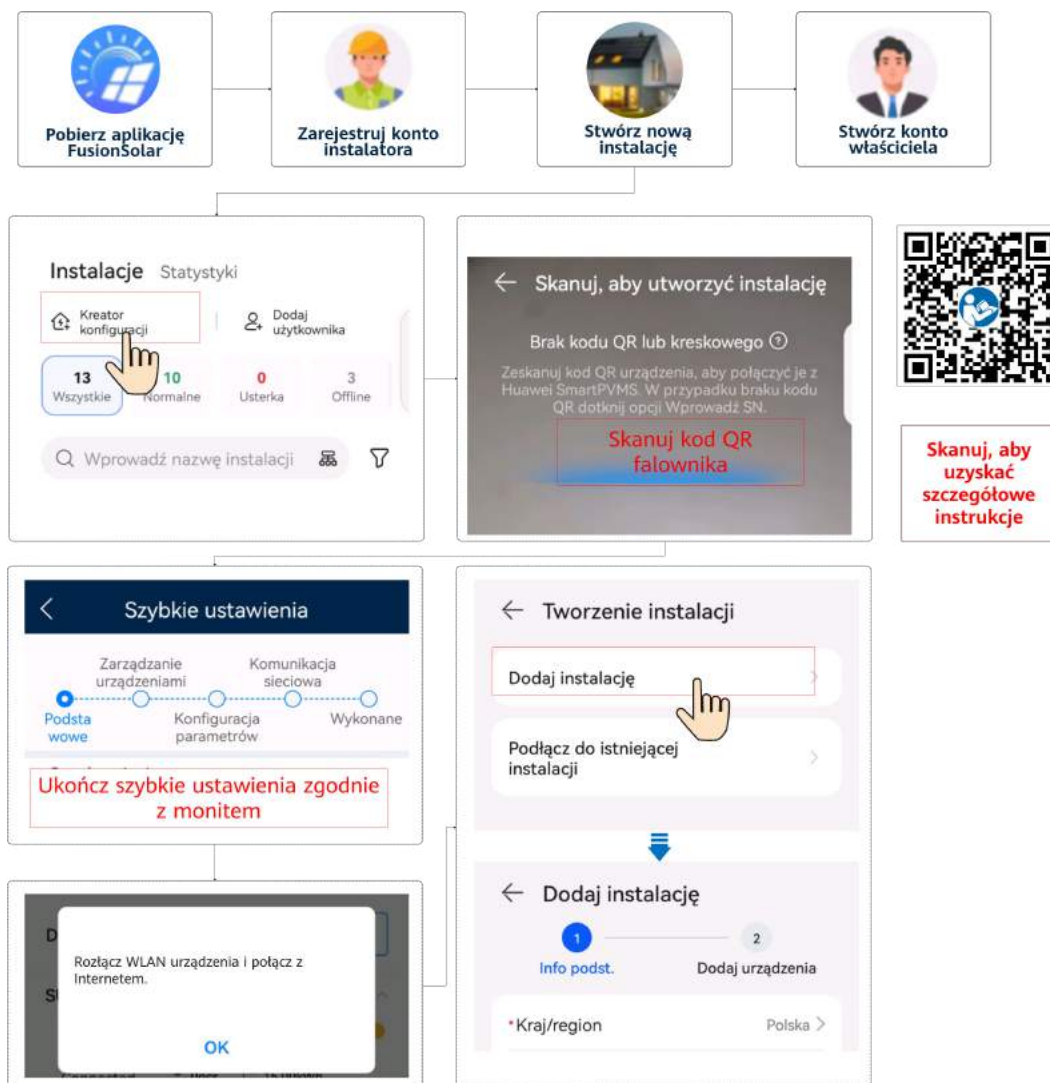 Pobierz aplikację
FusionSolar
Zarejestruj konto
instalatora
Stwórz nową
instalację
Stwórz konto
właściciela
Instalacje Statystyki
Kreator
konfiguracji
Dodaj
użytkownika
13
Wszystkie
10
Normalne
0
Usterka
3
Offline
Wprowadź nazwę instalacji
Skanuj, aby utworzyć instalację
Brak kodu QR lub kreskowego
Zeskanuj kod QR urządzenia, aby połączyć je z
Huawei SmartPVMS. W przypadku braku kodu
QR dotknij opcji Wprowadź SN.
Skanuj kod QR
falownika
Skanuj, aby
uzyskać
szczegółowe
instrukcje
Szybkie ustawienia
Zarządzanie
urządzeniami
Komunikacja
sieciowa
Podsta
wowe
Konfiguracja
parametrów
Wykonane
Ukończ szybkie ustawienia zgodnie
z monitem
Rozłącz WLAN urządzenia i połącz z
Internetem.
OK
Tworzenie instalacji
Dodaj instalację
Podłącz do istniejącej
instalacji
Dodaj instalację
1
2
Info podst.
Dodaj urządzenia
*Kraj/region
Polska